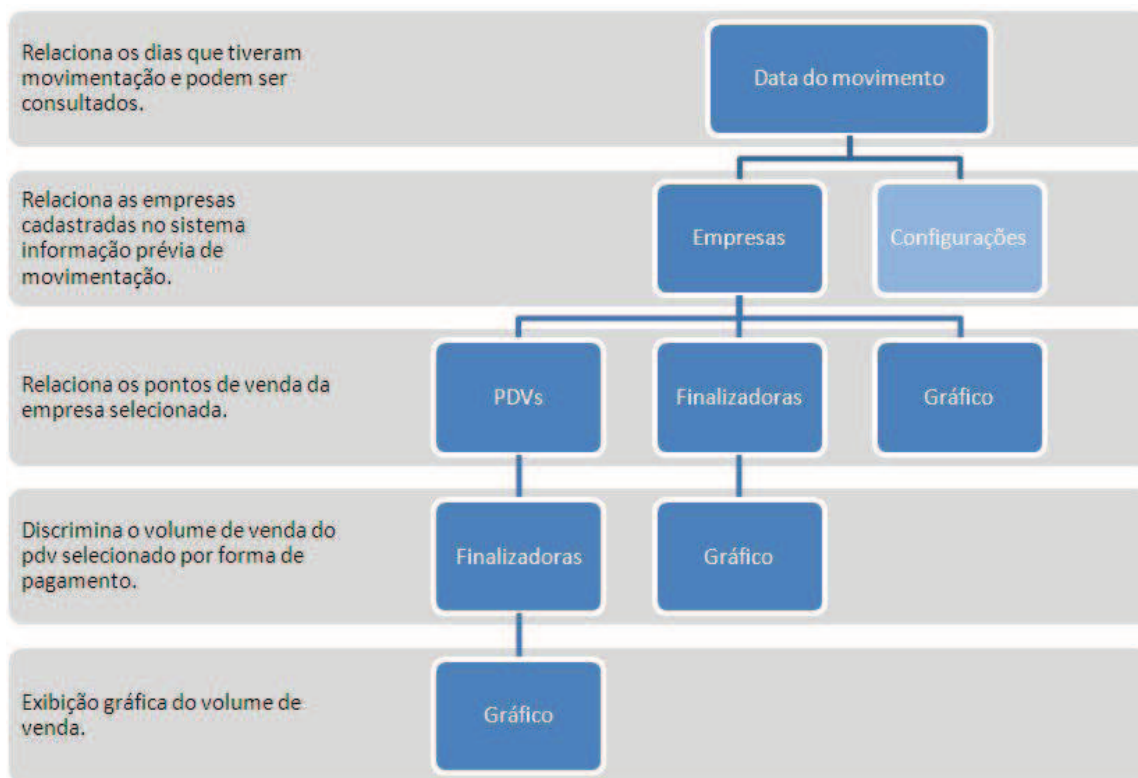 Relaciona os dias que tiveram
movimentação e podem ser
consultados.
Data do movimento
Relaciona as empresas
cadastradas no sistema
informação prévia de
movimentação.
Empresas
Configurações
Relaciona os pontos de venda da
empresa selecionada.
PDVs
Finalizadoras
Gráfico
Discrimina o volume de venda do
pdv selecionado por forma de
pagamento.
Finalizadoras
Gráfico
Exibição gráfica do volume de
venda.
Gráfico